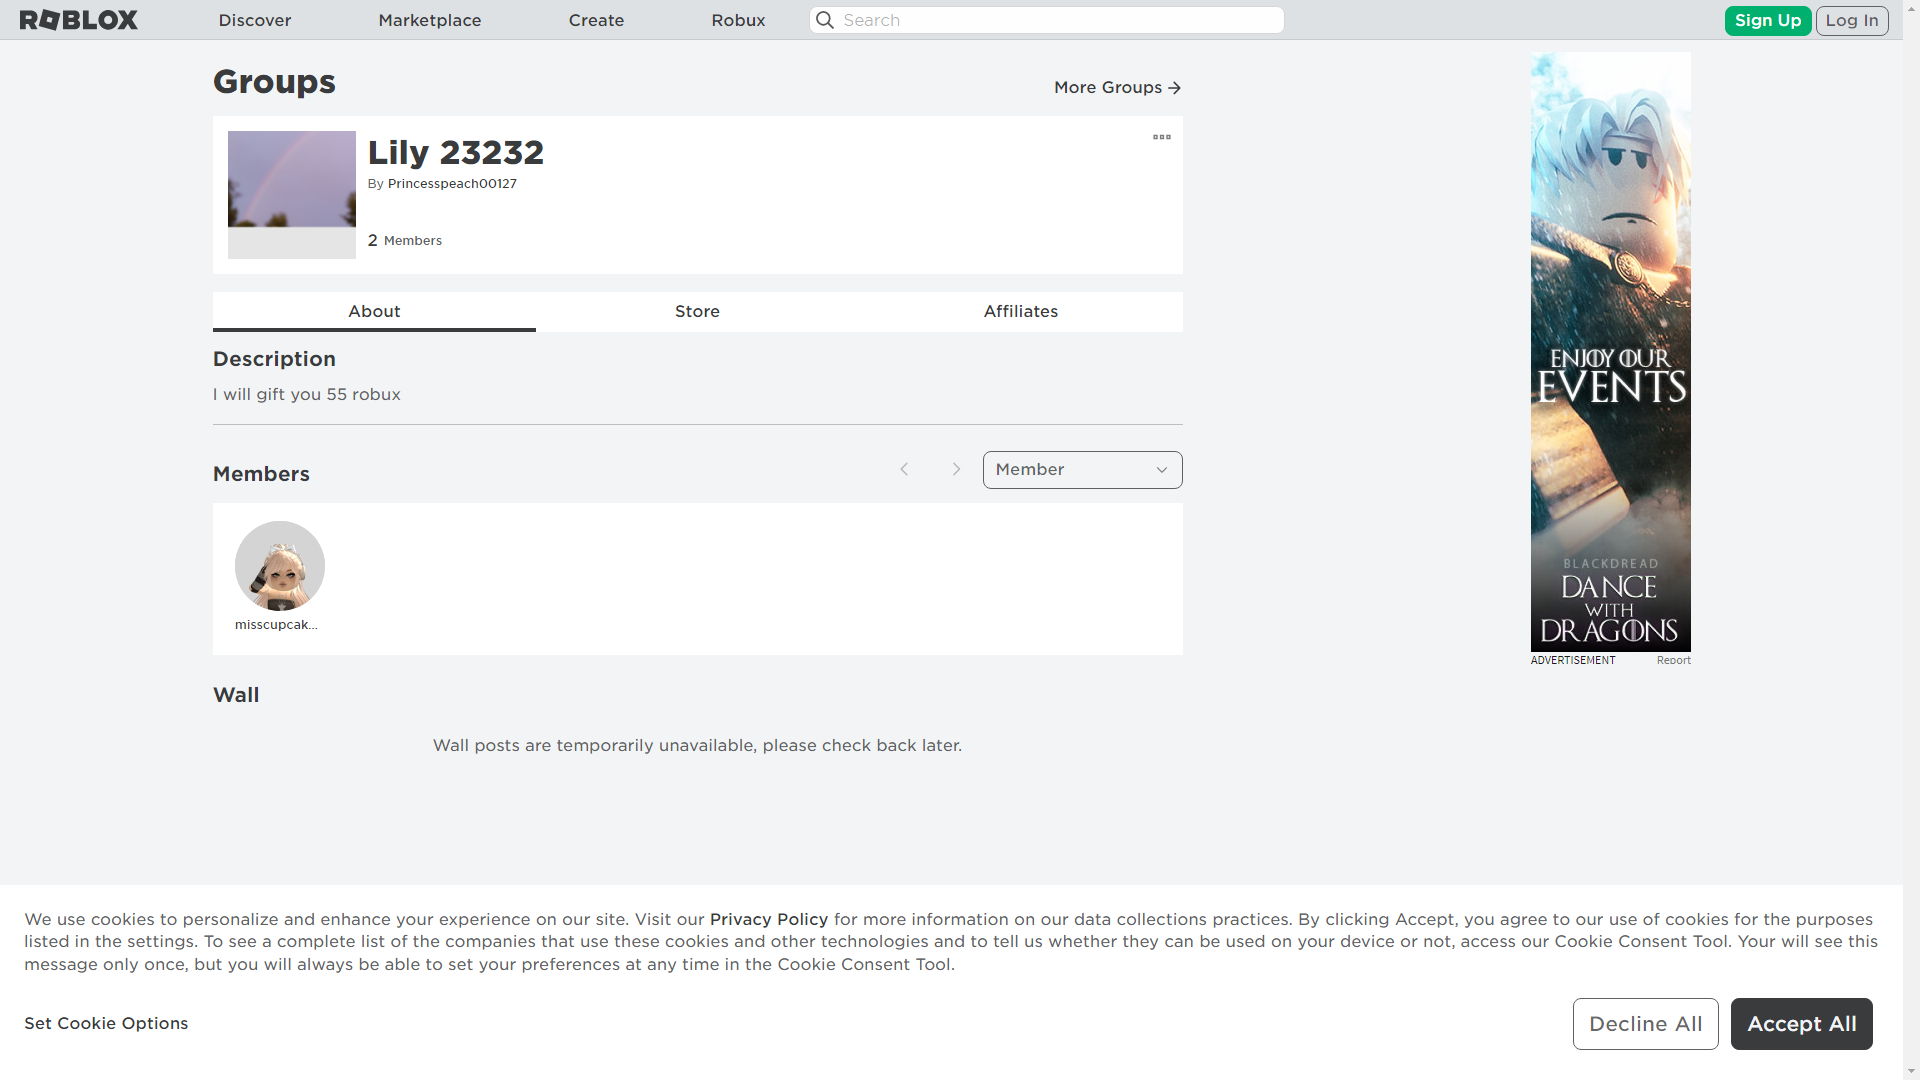 ROBLOX
Discover
Marketplace
Create
Robux
Search
Sign Up
Log In
Groups
More Groups
Lily 23232
By Princesspeach00127
2 Members
About
Store
Affiliates
Description
I will gift you 55 robux
Members
Member
misscupcak...
Wall
Wall posts are temporarily unavailable, please check back later.
ENJOY OUR
EVENTS
BLACKDREAD
DANCE
WITH
DRAGONS
ADVERTISEMENT
Report
We use cookies to personalize and enhance your experience on our site. Visit our Privacy Policy for more information on our data collections practices. By clicking Accept, you agree to our use of cookies for the purposes
listed in the settings. To see a complete list of the companies that use these cookies and other technologies and to tell us whether they can be used on your device or not, access our Cookie Consent Tool. Your will see this
message only once, but you will always be able to set your preferences at any time in the Cookie Consent Tool.
Set Cookie Options
Decline All
Accept All